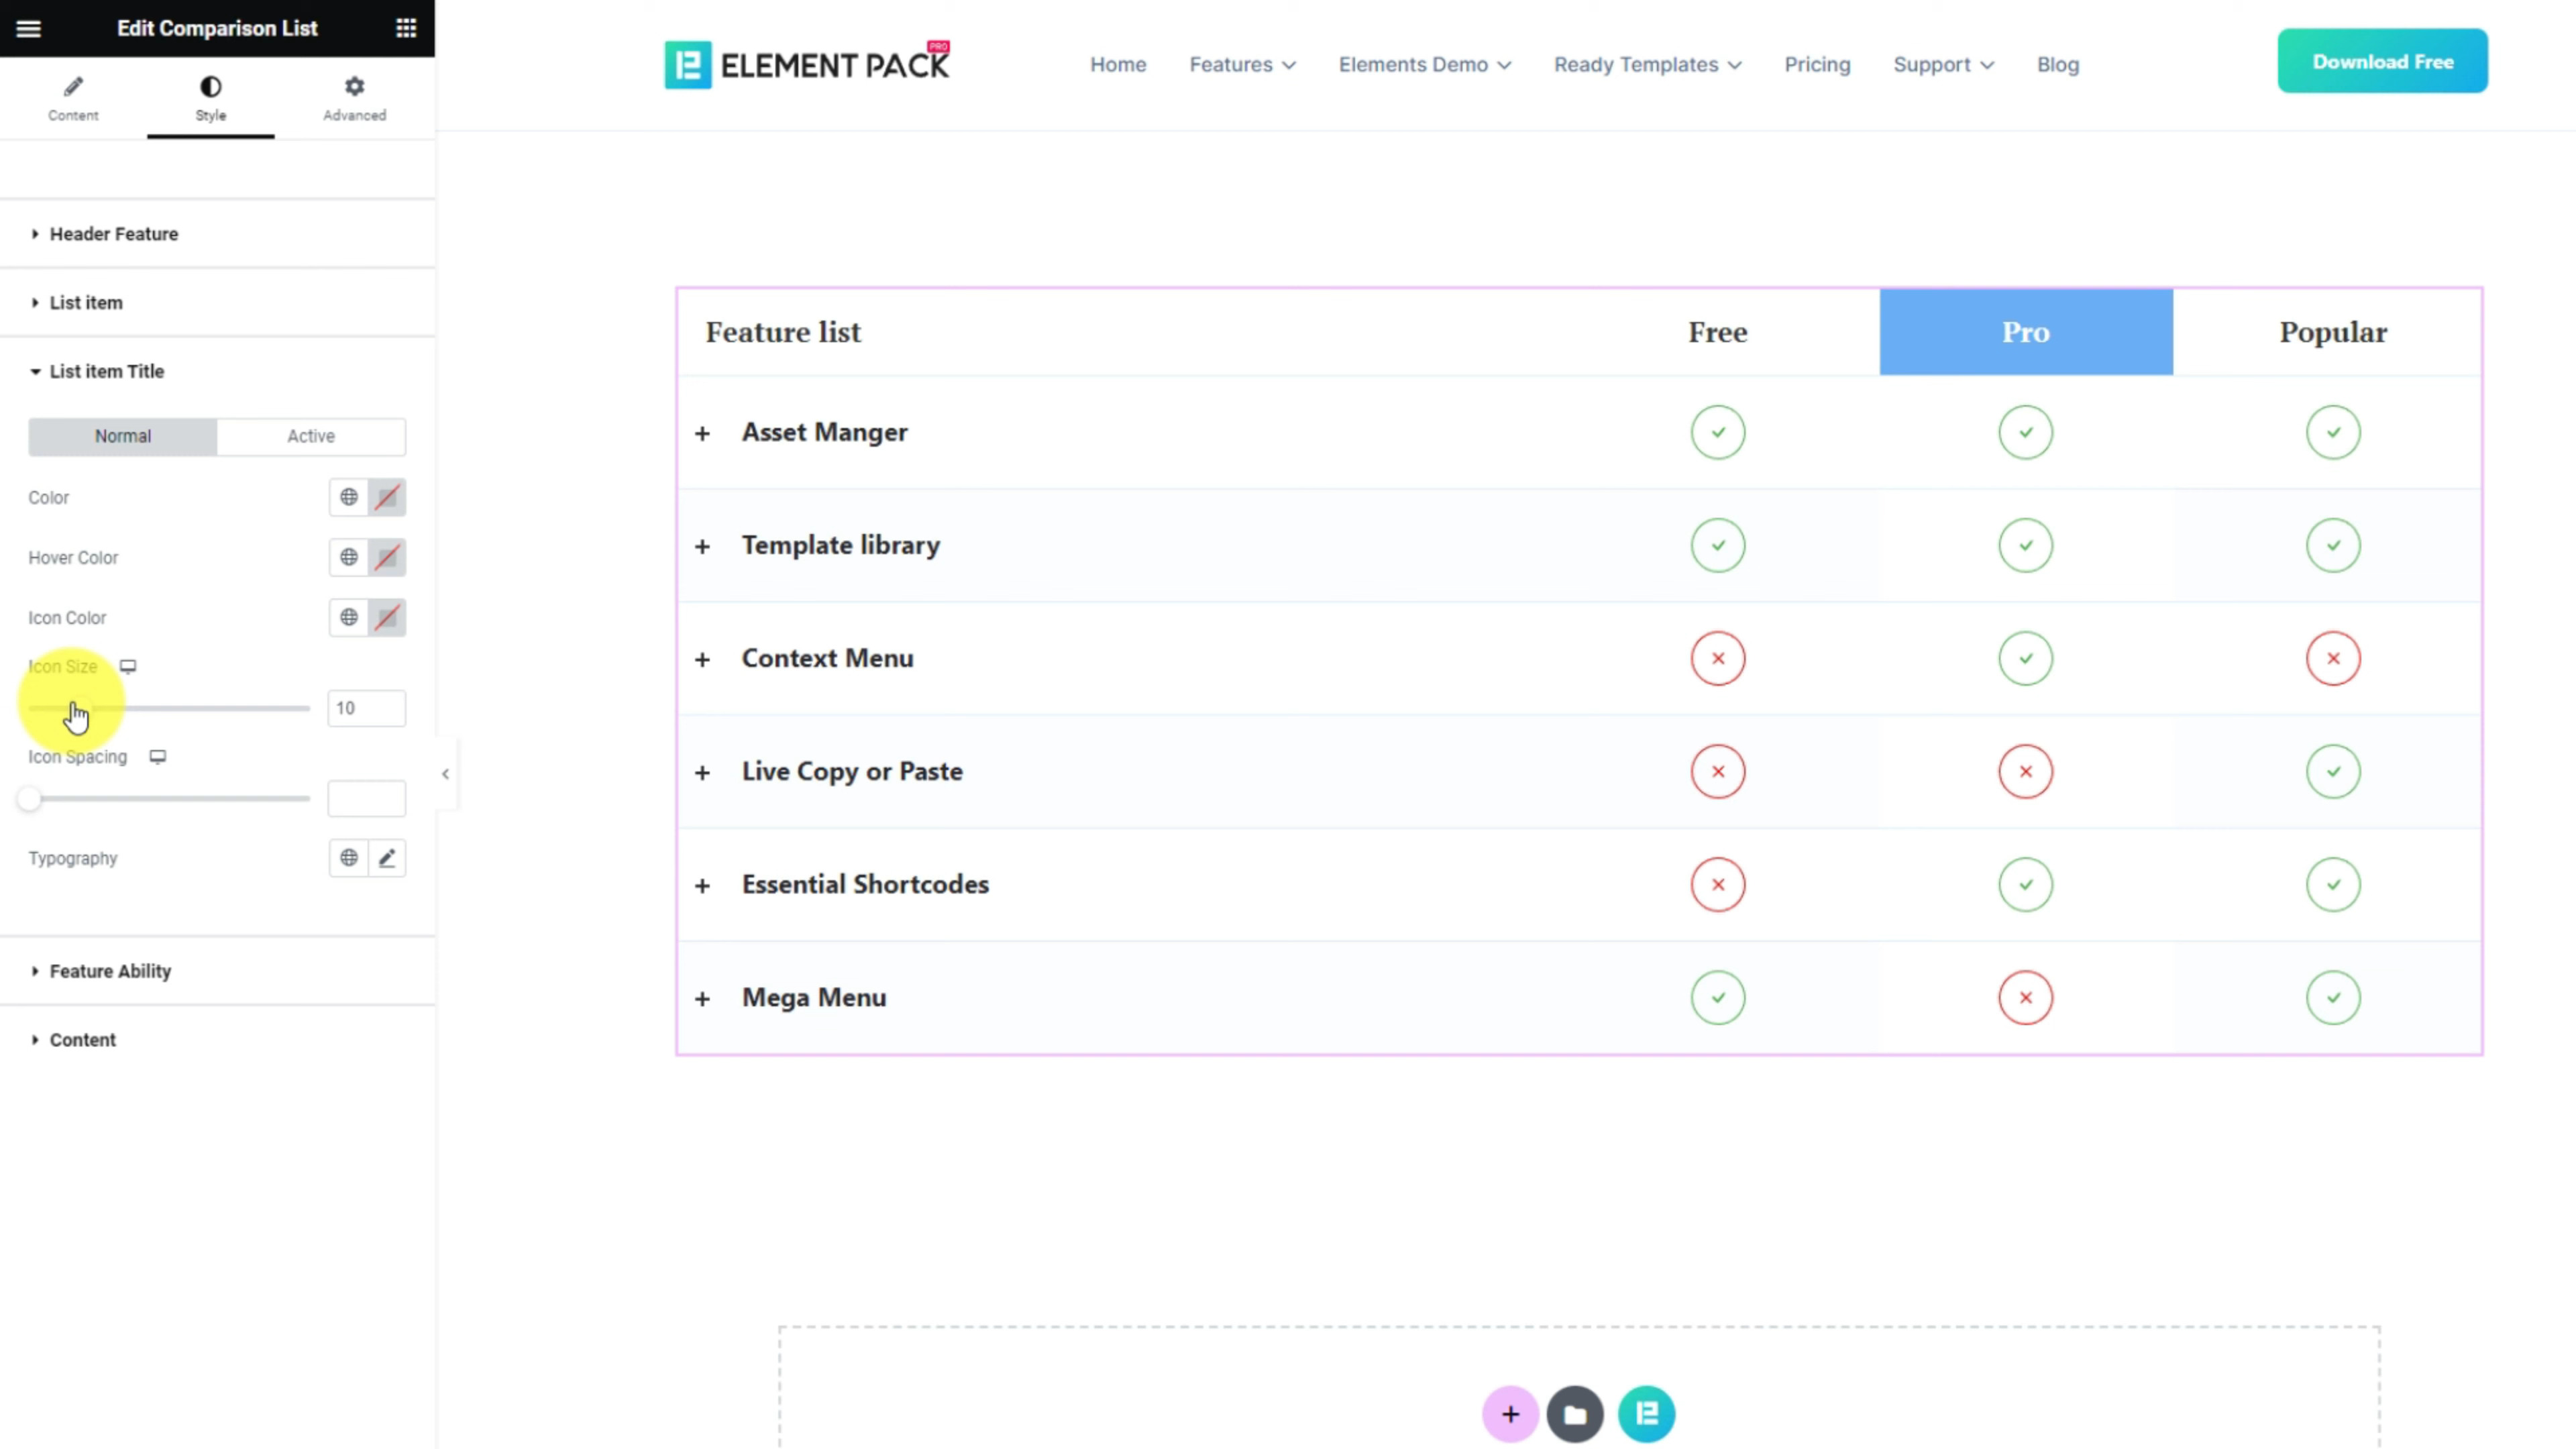 Edit Comparison List
Content
Style
Advanced
Header Feature
List item
List item Title
Normal
Active
Color
Hover Color
Icon Color
Icon Size
10
Icon Spacing
Typography
Feature Ability
Content
ELEMENT PACK PRO
Home
Features
Elements Demo
Ready Templates
Pricing
Support
Blog
Download Free
Feature list Free Pro Popular
+ Asset Manger
+ Template library
+ Context Menu
+ Live Copy or Paste
+ Essential Shortcodes
+ Mega Menu